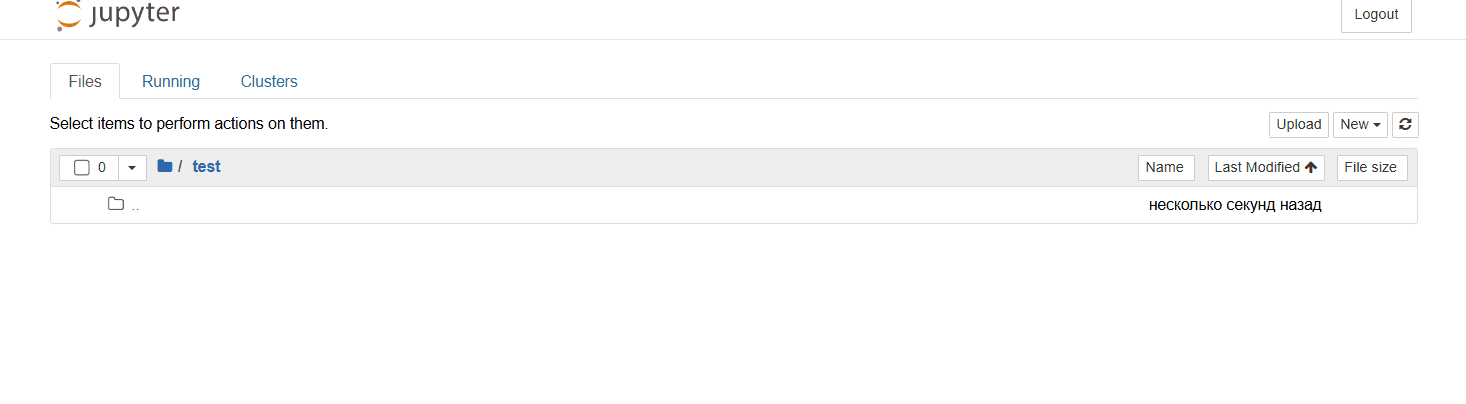 jupyter
Logout
Files Running Clusters
Select items to perform actions on them.
Upload New
0 / test Name Last Modified File size
.. несколько секунд назад